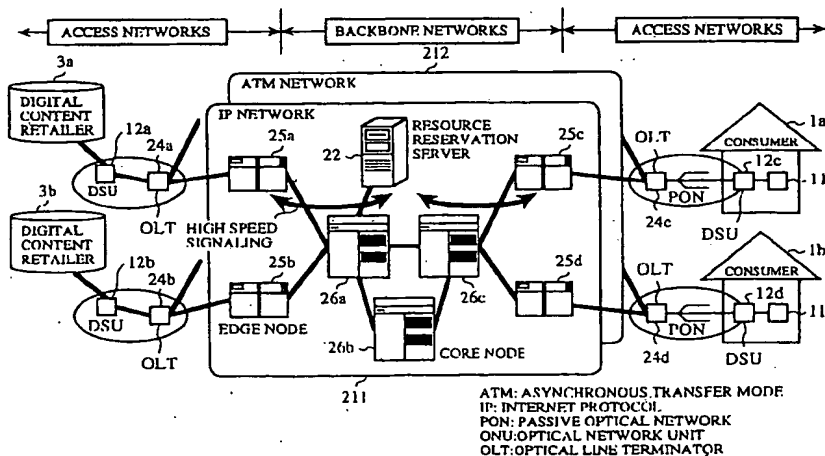 ACCESS NETWORKS
BACKBONE NETWORKS
ACCESS NETWORKS
212
3a
ATM NETWORK
DIGITAL
CONTENT
RETAILER
12a
24a
DSU
OLT
IP NETWORK
25a
22
RESOURCE
RESERVATION
SERVER
25c
OLT
1a
CONSUMER
12c
11
PON
24c
DSU
3b
DIGITAL
CONTENT
RETAILER
12b
24b
DSU
OLT
HIGH SPEED
SIGNALING
25b
EDGE NODE
26a
26c
26b
CORE NODE
25d
OLT
1b
CONSUMER
12d
11
PON
24d
DSU
211
ATM: ASYNCHRONOUS TRANSFER MODE
IP: INTERNET PROTOCOL
PON: PASSIVE OPTICAL NETWORK
ONU:OPTICAL NETWORK UNIT
OLT:OPTICAL LINE TERMINATOR